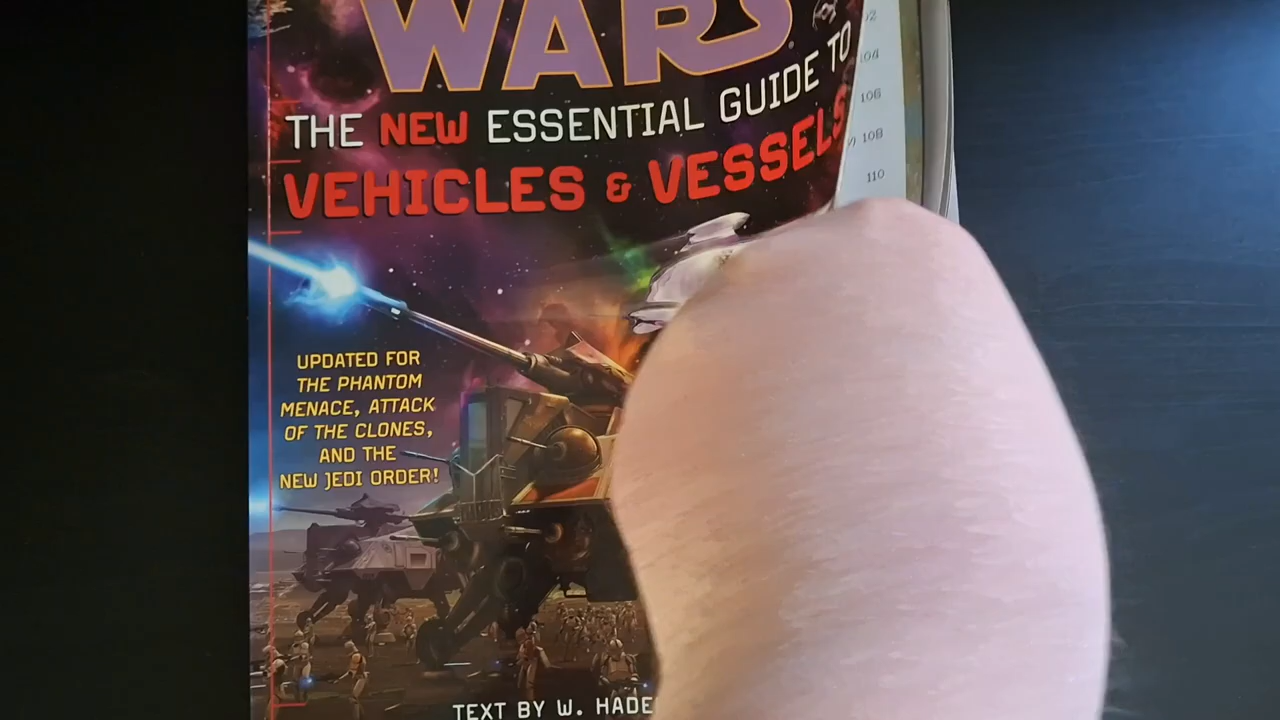 WARS
THE NEW ESSENTIAL GUIDE TO
VEHICLES & VESSELS
UPDATED FOR
THE PHANTOM
MENACE, ATTACK
OF THE CLONES,
AND THE
NEW JEDI ORDER!
TEXT BY W. HADE
92
104
106
108
110